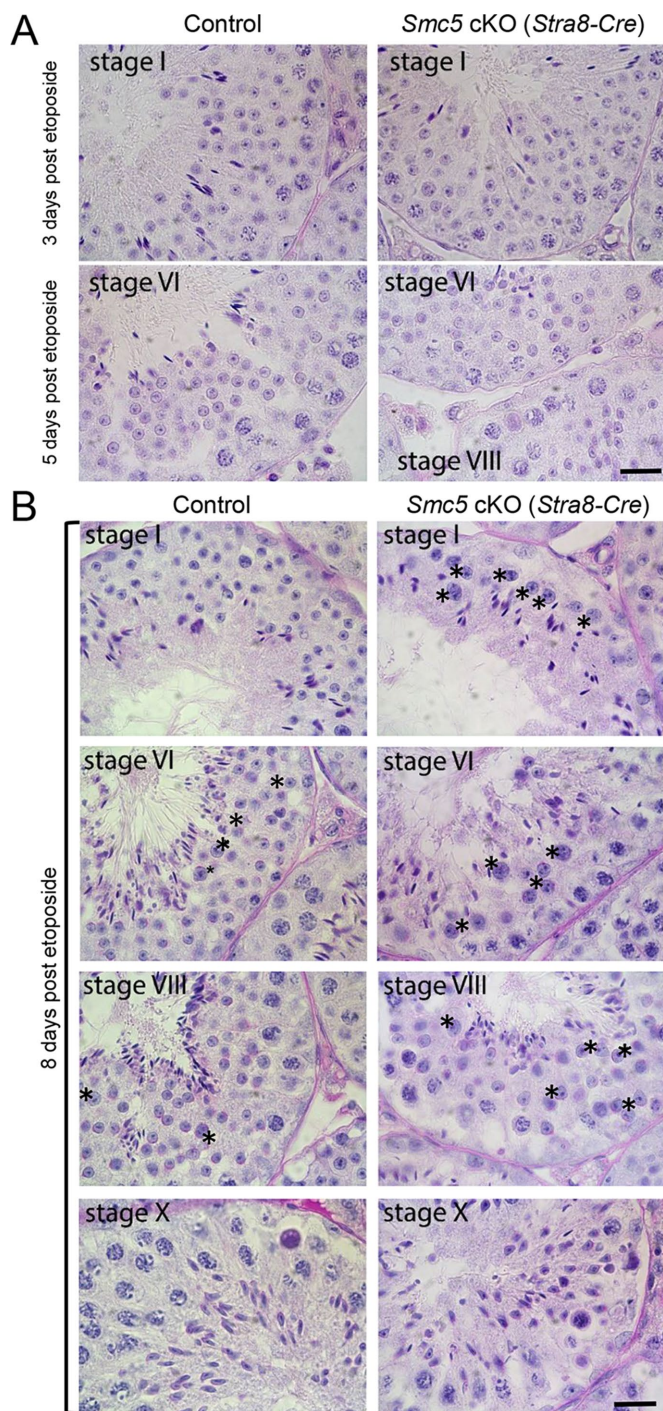 A
Control
Smc5 cKO (Stra8-Cre)
3 days post etoposide
stage I
stage I
5 days post etoposide
stage VI
stage VI
stage VIII
B
Control
Smc5 cKO (Stra8-Cre)
8 days post etoposide
stage I
stage I
* * * * * *
stage VI
stage VI
* * * *
* * * *
stage VIII
stage VIII
* *
* * * * *
stage X
stage X